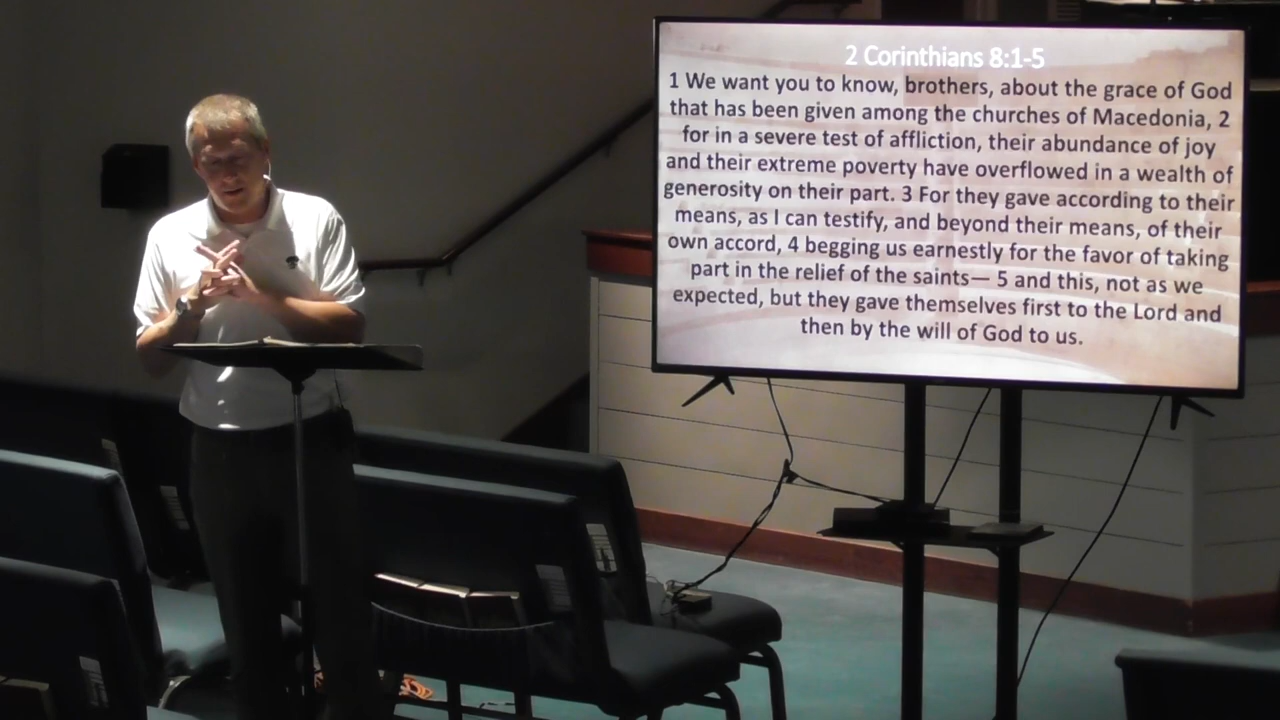 2 Corinthians 8:1-5
1 We want you to know, brothers, about the grace of God
that has been given among the churches of Macedonia, 2
for in a severe test of affliction, their abundance of joy
and their extreme poverty have overflowed in a wealth of
generosity on their part. 3 For they gave according to their
means, as I can testify, and beyond their means, of their
own accord, 4 begging us earnestly for the favor of taking
part in the relief of the saints— 5 and this, not as we
expected, but they gave themselves first to the Lord and
then by the will of God to us.